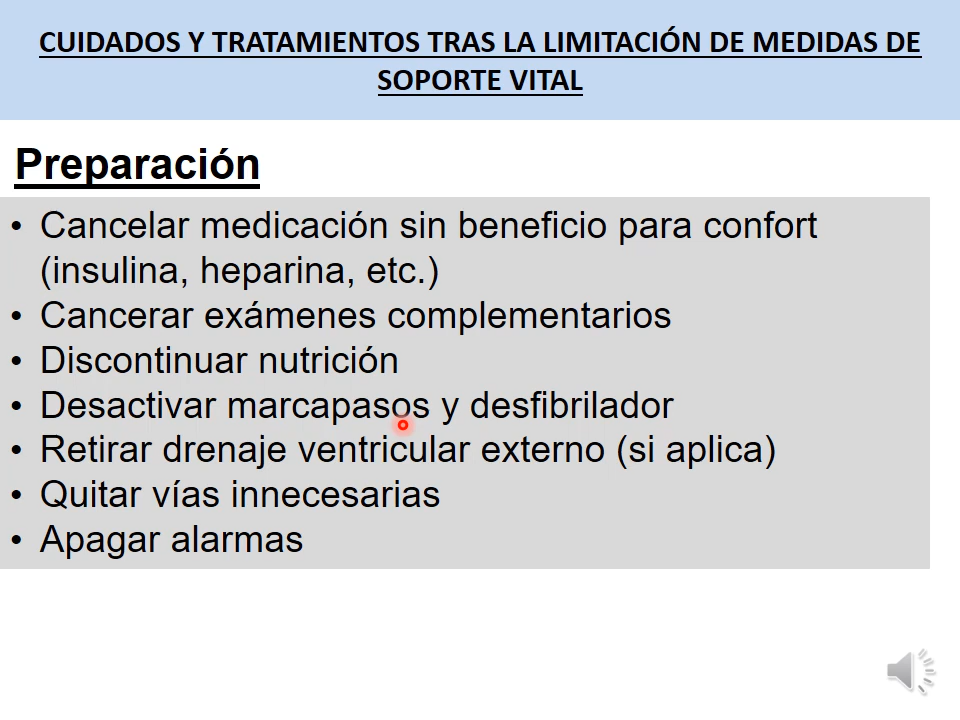 CUIDADOS Y TRATAMIENTOS TRAS LA LIMITACIÓN DE MEDIDAS DE
SOPORTE VITAL
Preparación
• Cancelar medicación sin beneficio para confort
(insulina, heparina, etc.)
• Cancerar exámenes complementarios
• Discontinuar nutrición
• Desactivar marcapasos y desfibrilador
• Retirar drenaje ventricular externo (si aplica)
• Quitar vías innecesarias
• Apagar alarmas